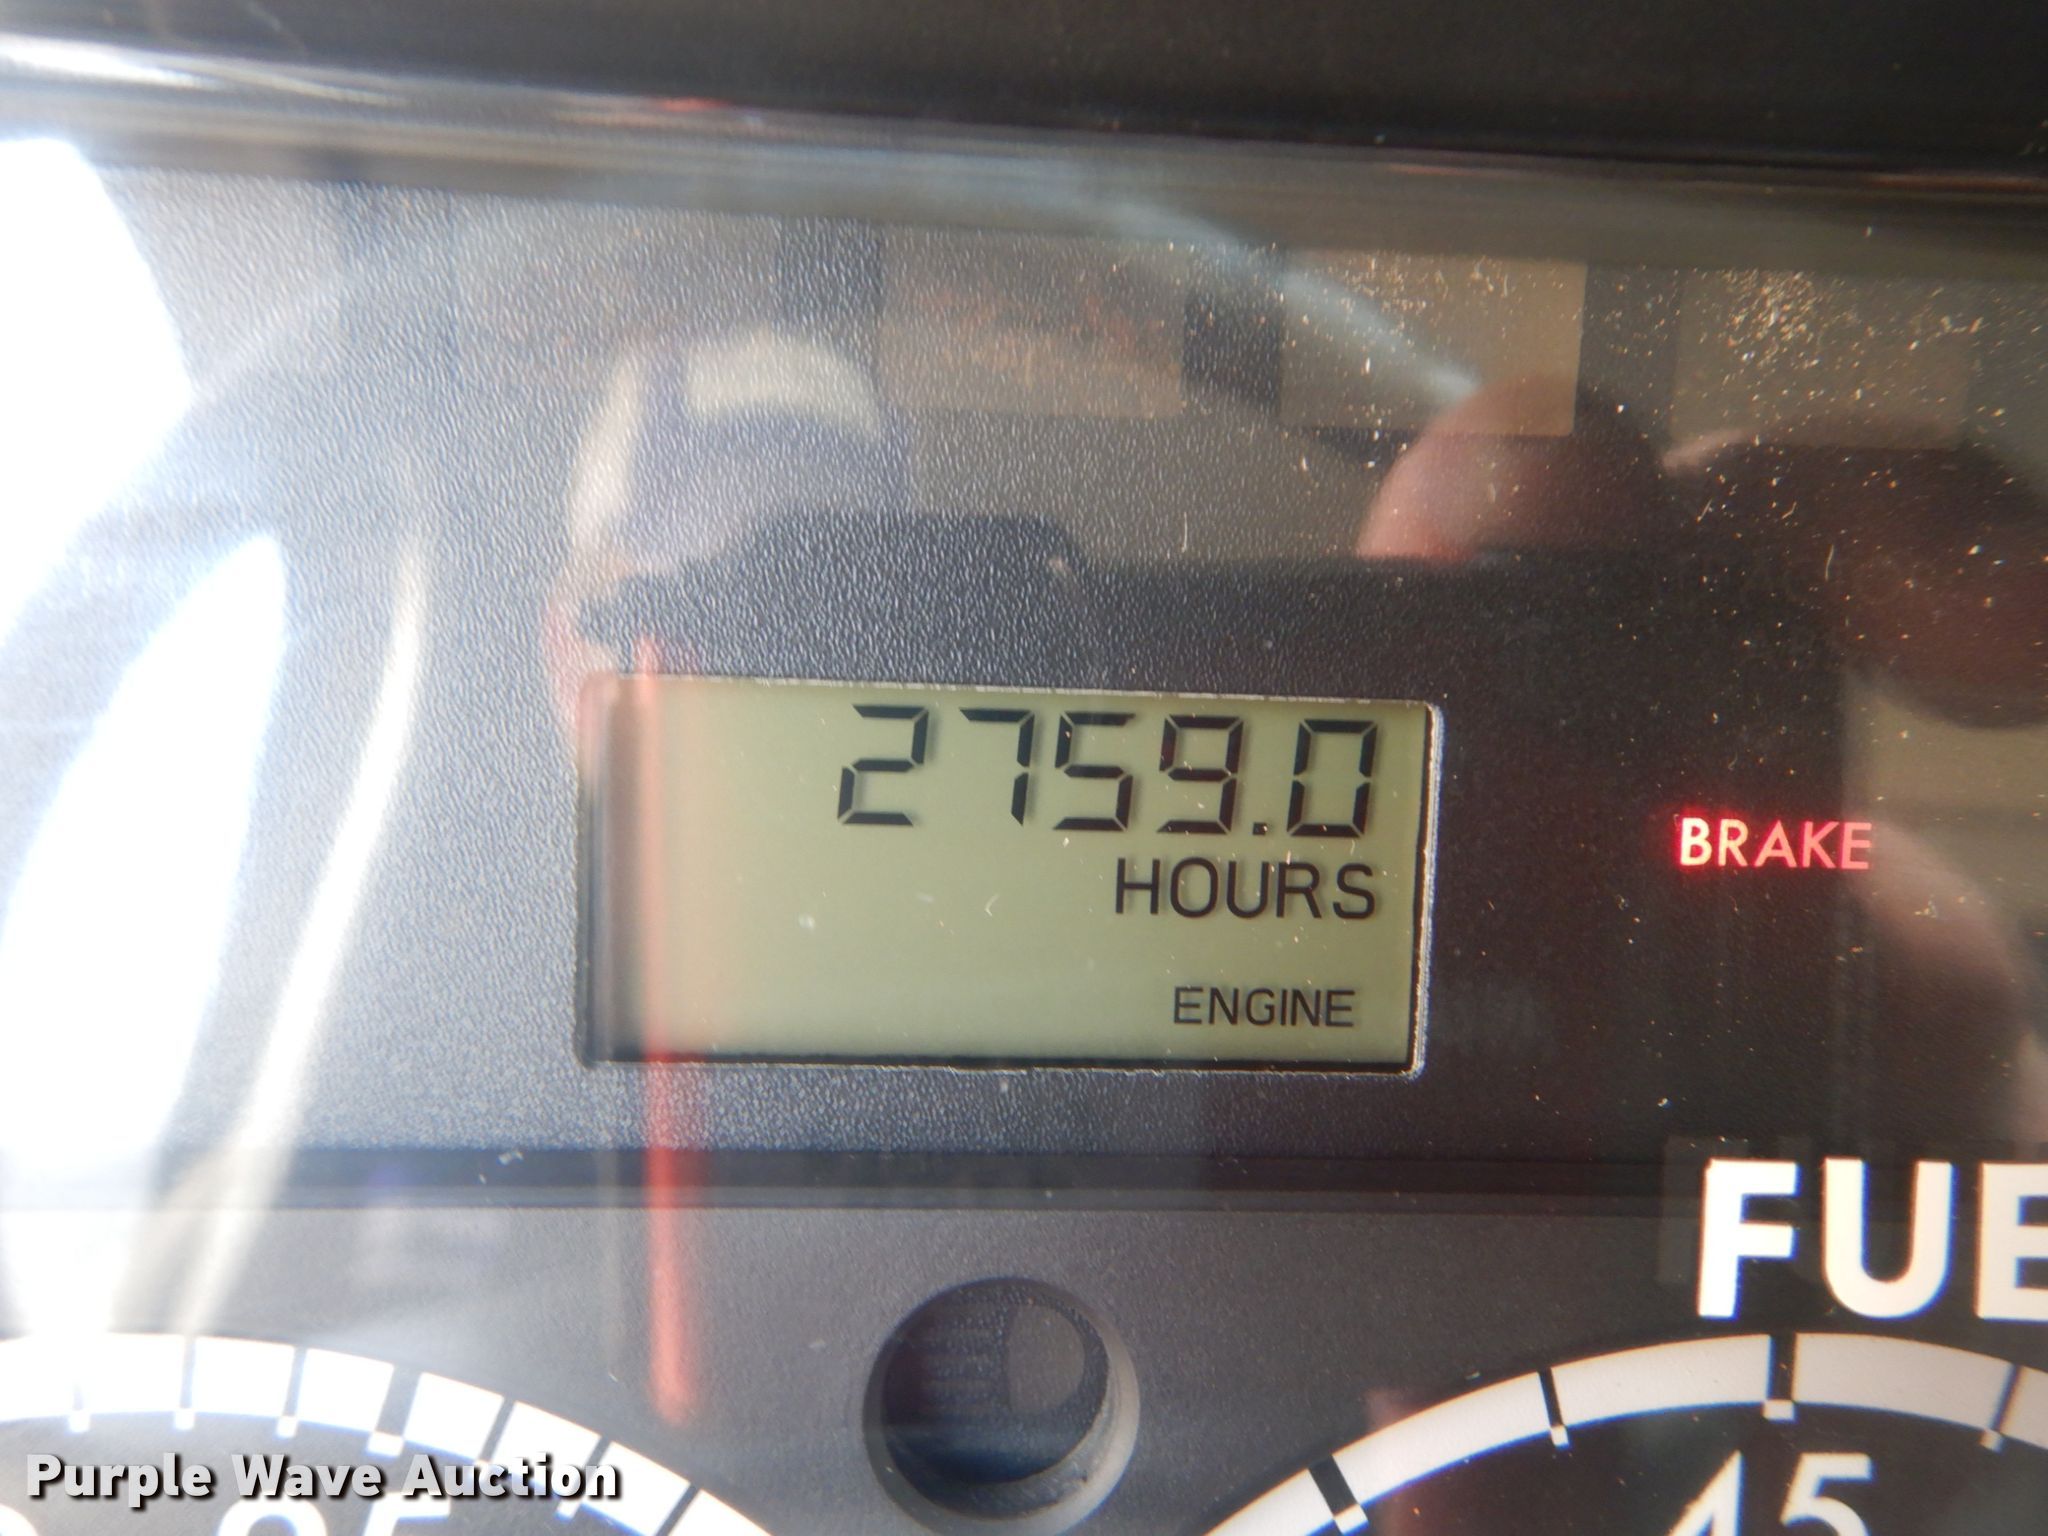 2759.0
HOURS
BRAKE
ENGINE
FUE
45
Purple Wave Auction